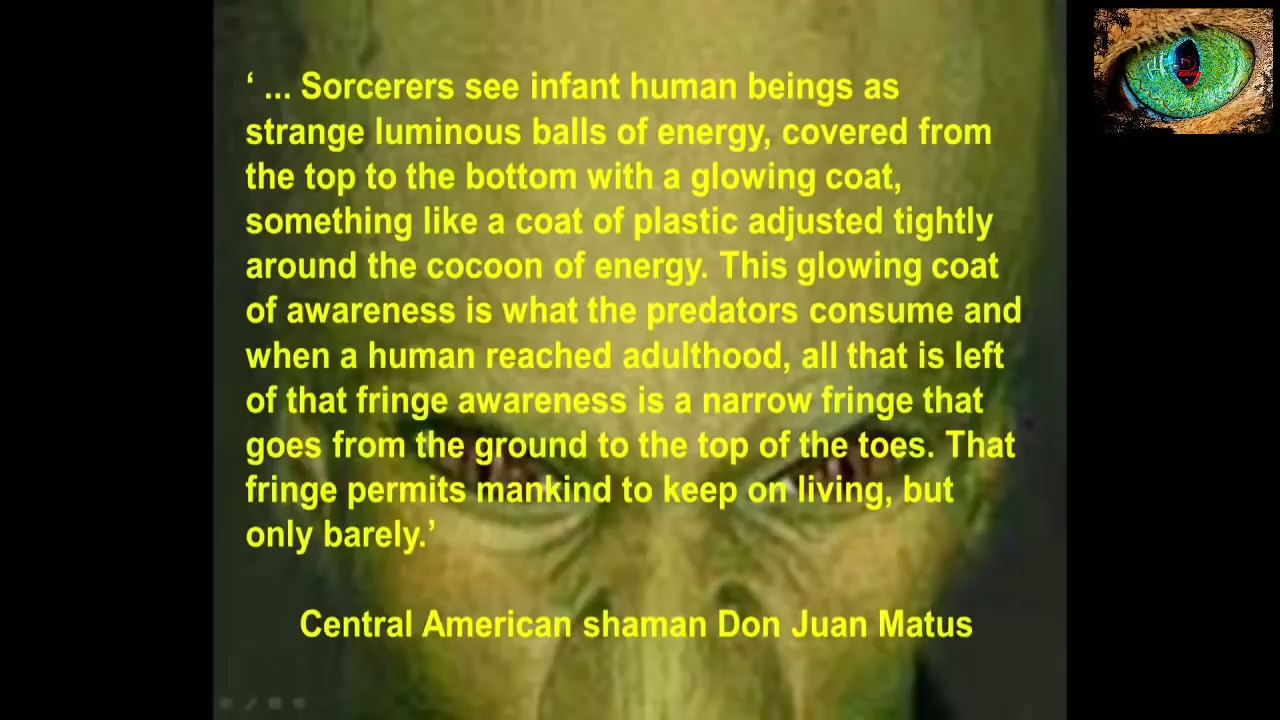 ‘ ... Sorcerers see infant human beings as
strange luminous balls of energy, covered from
the top to the bottom with a glowing coat,
something like a coat of plastic adjusted tightly
around the cocoon of energy. This glowing coat
of awareness is what the predators consume and
when a human reached adulthood, all that is left
of that fringe awareness is a narrow fringe that
goes from the ground to the top of the toes. That
fringe permits mankind to keep on living, but
only barely.’
Central American shaman Don Juan Matus